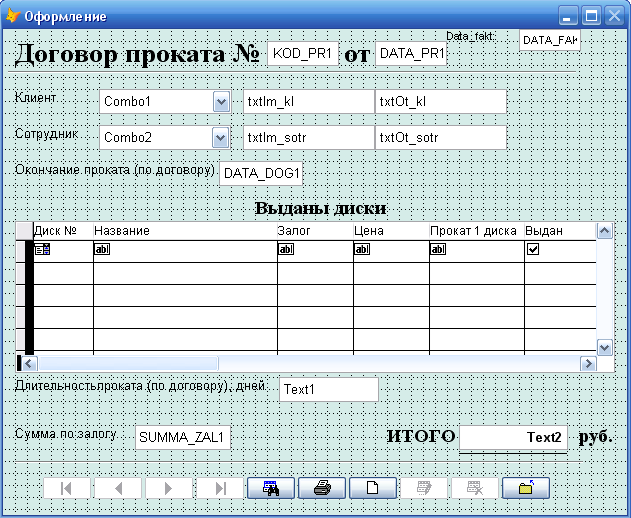 Оформление
Договор проката № KOD_PR1 от DATA_PR1 Data_fakt: DATA_FAK
Клиент Combo1 txtIm_kl txtOt_kl
Сотрудник Combo2 txtIm_sotr txtOt_sotr
Окончание проката (по договору) DATA_DOG1
Выданы диски
Диск № Название Залог Цена Прокат 1 диска Выдан
abl abl abl abl
Длительностьпроката (по договору), дней Text1
Сумма по залогу SUMMA_ZAL1 ИТОГО Text2 руб.